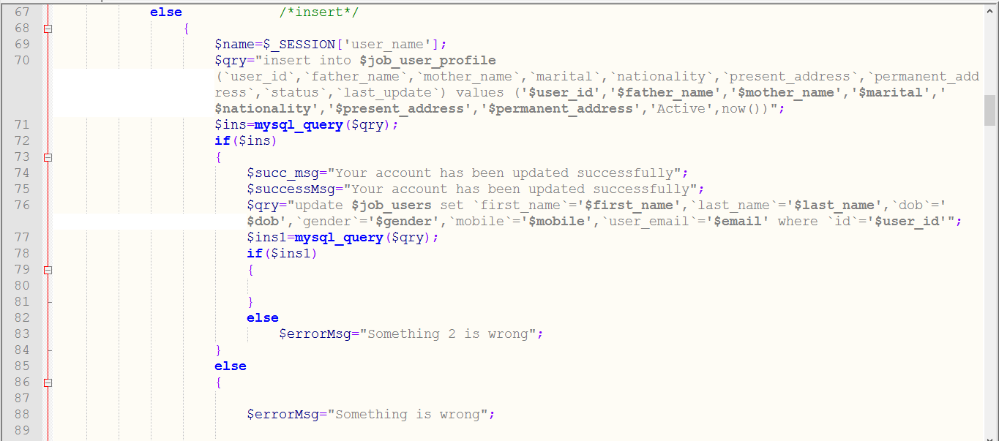 67 else /*insert*/
68 {
69 $name=$_SESSION['user_name'];
70 $qry="insert into $job_user_profile
(`user_id`,`father_name`,`mother_name`,`marital`,`nationality`,`present_address`,`permanent_add
ress`,`status`,`last_update`) values ('$user_id','$father_name','$mother_name','$marital','
$nationality','$present_address','$permanent_address','Active',now())";
71 $ins=mysql_query($qry);
72 if($ins)
73 {
74 $succ_msg="Your account has been updated successfully";
75 $successMsg="Your account has been updated successfully";
76 $qry="update $job_users set `first_name`='$first_name',`last_name`='$last_name',`dob`='
$dob',`gender`='$gender',`mobile`='$mobile',`user_email`='$email' where `id`='$user_id'";
77 $ins1=mysql_query($qry);
78 if($ins1)
79 {
80
81 }
82 else
83 $errorMsg="Something 2 is wrong";
84 }
85 else
86 {
87
88 $errorMsg="Something is wrong";
89